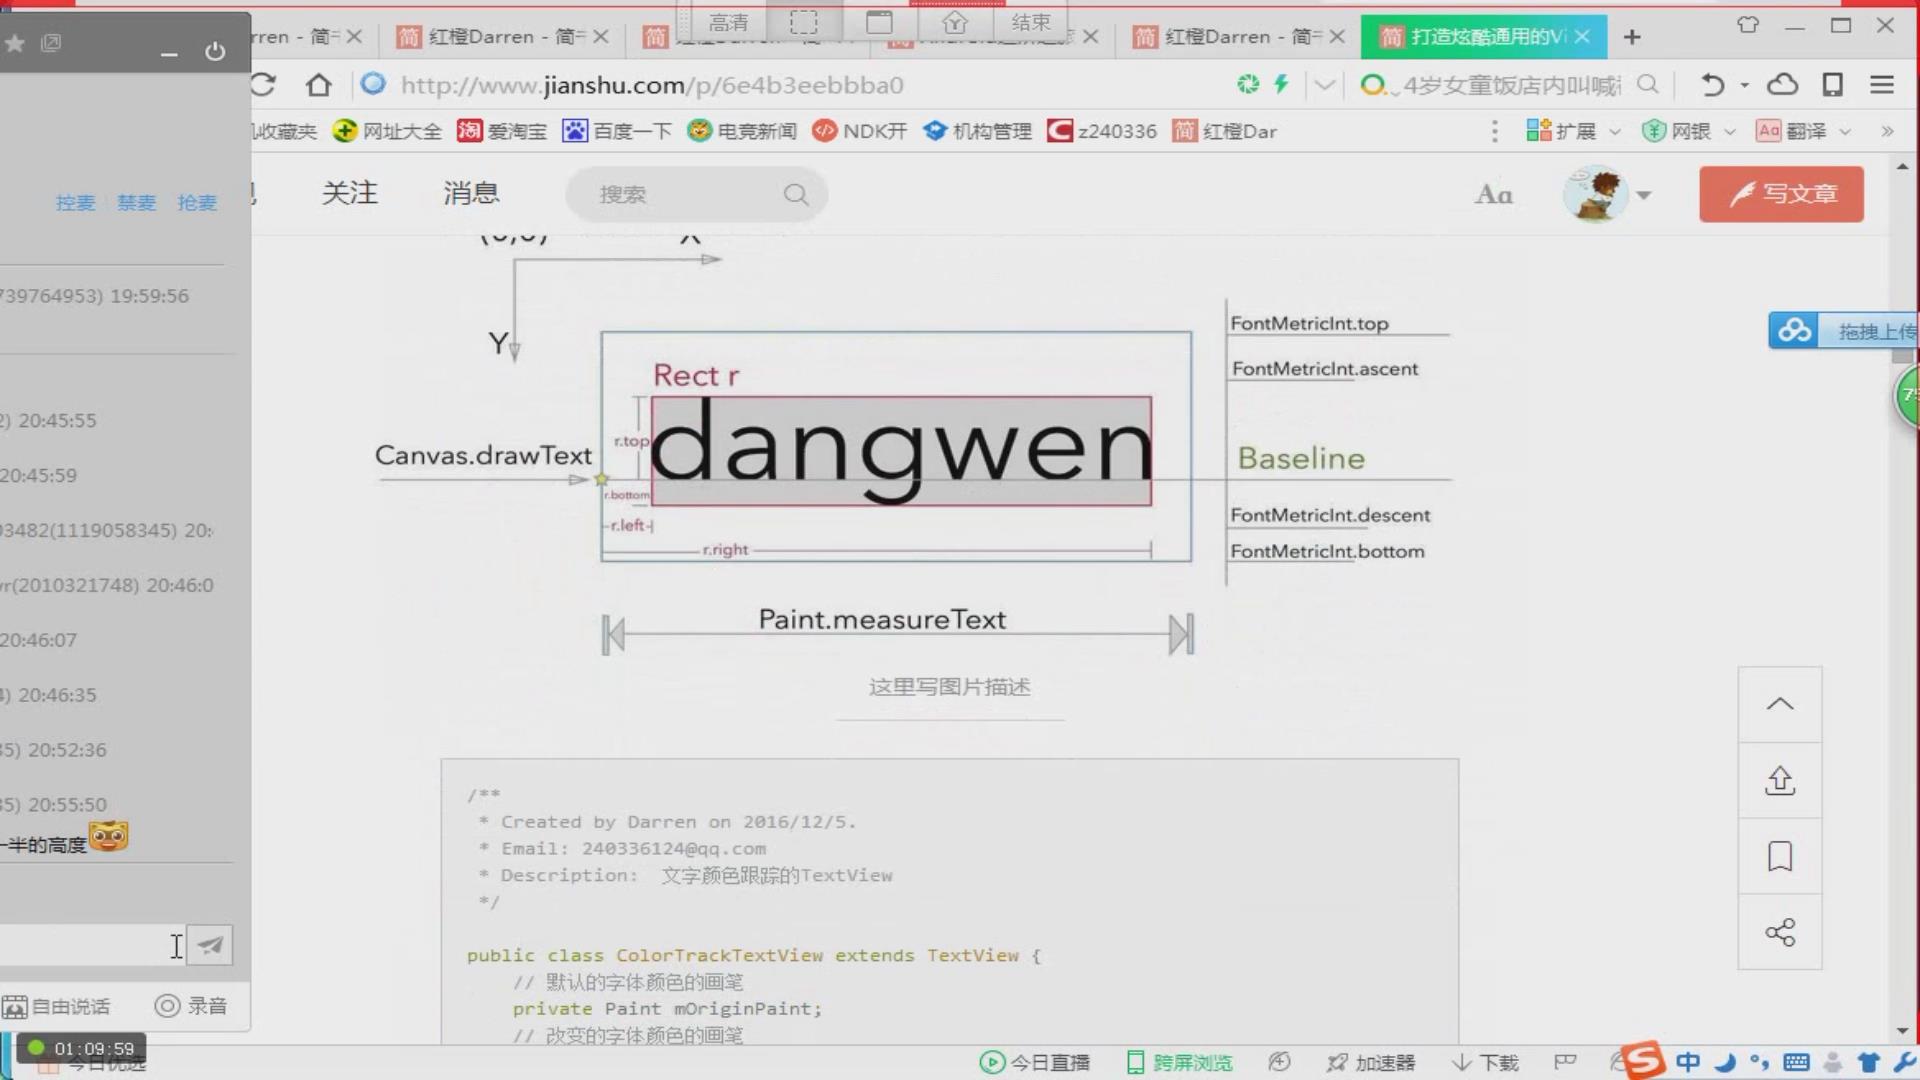 高清
结束
rren - 简书
红橙Darren - 简书
红橙Darren - 简书
打造炫酷通用的Vi
http://www.jianshu.com/p/6e4b3eebbba0
4岁女童饭店内叫喊
收藏夹
网址大全
爱淘宝
百度一下
电竞新闻
NDK开
机构管理
z240336
红橙Dar
扩展
网银
翻译
关注
消息
搜索
Aa
写文章
控麦 禁麦 抢麦
739764953) 19:59:56
2) 20:45:55
20:45:59
03482(1119058345) 20:
vr(2010321748) 20:46:0
20:46:07
4) 20:46:35
35) 20:52:36
35) 20:55:50
一半的高度
自由说话
录音
01:09:59
今日优选
(0,0)
X
Y
Rect r
dangwen
r.top
r.bottom
r.left
r.right
Canvas.drawText
FontMetricInt.top
FontMetricInt.ascent
Baseline
FontMetricInt.descent
FontMetricInt.bottom
Paint.measureText
这里写图片描述
/**
* Created by Darren on 2016/12/5.
* Email: 240336124@qq.com
* Description: 文字颜色跟踪的TextView
*/
public class ColorTrackTextView extends TextView {
// 默认的字体颜色的画笔
private Paint mOriginPaint;
// 改变的字体颜色的画笔
拖拽上传
今日直播
跨屏浏览
加速器
下载
中